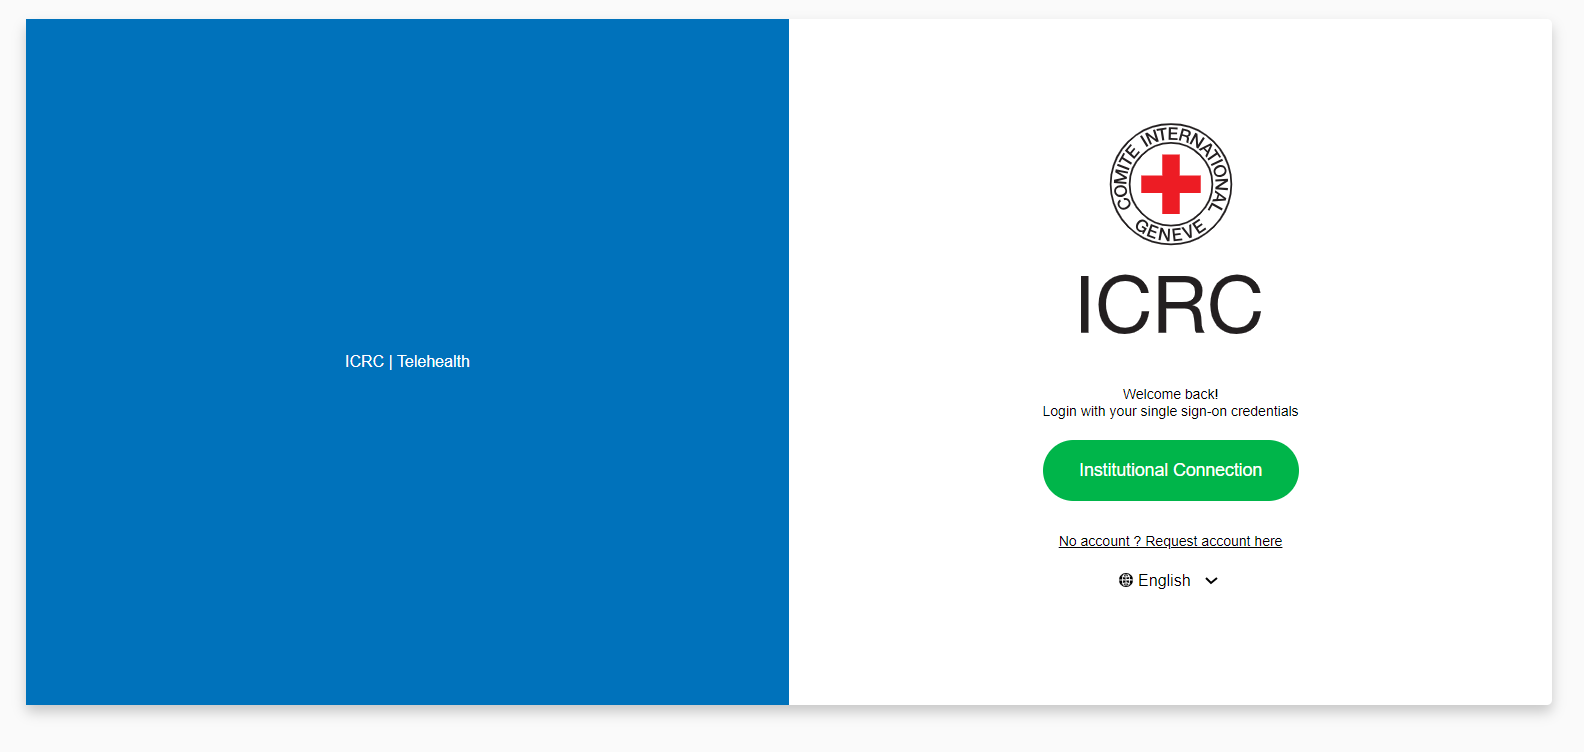 ICRC | Telehealth
COMITE INTERNATIONAL
GENEVE
ICRC
Welcome back!
Login with your single sign-on credentials
Institutional Connection
No account ? Request account here
English